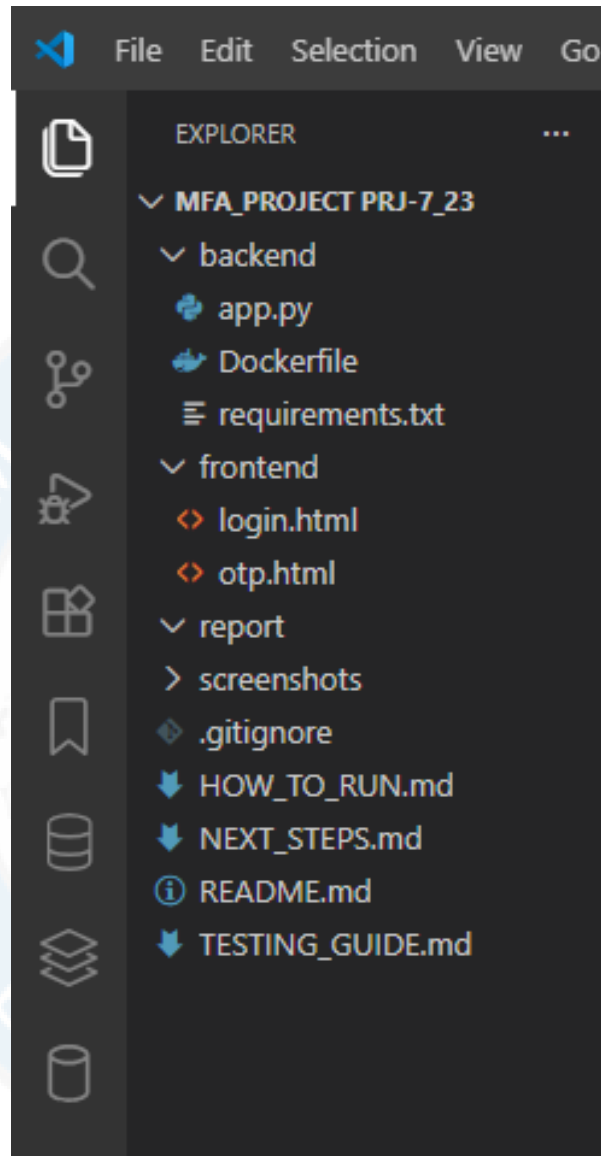 File Edit Selection View Go
EXPLORER ...
MFA_PROJECT PRJ-7_23
backend
app.py
Dockerfile
requirements.txt
frontend
login.html
otp.html
report
screenshots
.gitignore
HOW_TO_RUN.md
NEXT_STEPS.md
README.md
TESTING_GUIDE.md